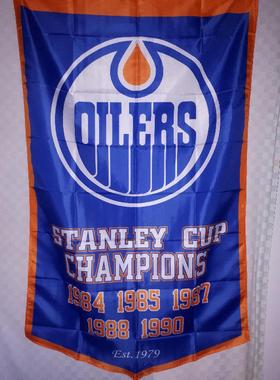 OILERS
STANLEY CUP
CHAMPIONS
1984 1985 1987
1988 1990
Est.1979